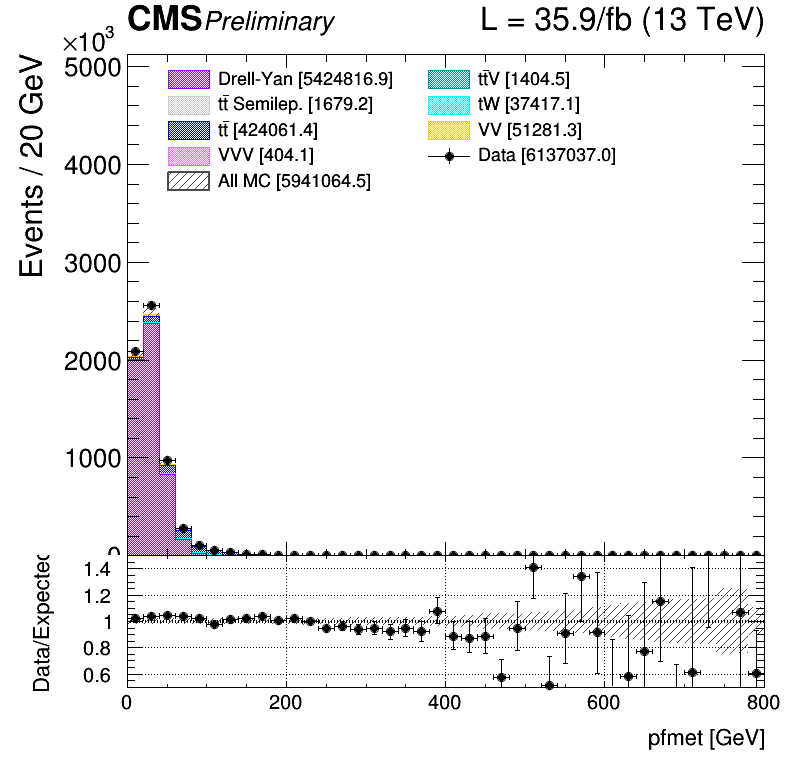 CMS Preliminary L = 35.9/fb (13 TeV)
×10³
Events / 20 GeV
5000
4000
3000
2000
1000
0
Drell-Yan [5424816.9]
tt̄ Semilep. [1679.2]
tt̄ [424061.4]
VVV [404.1]
All MC [5941064.5]
tt̄V [1404.5]
tW [37417.1]
VV [51281.3]
Data [6137037.0]
Data/Expected
1.4
1.2
1
0.8
0.6
0 200 400 600 800
pfmet [GeV]